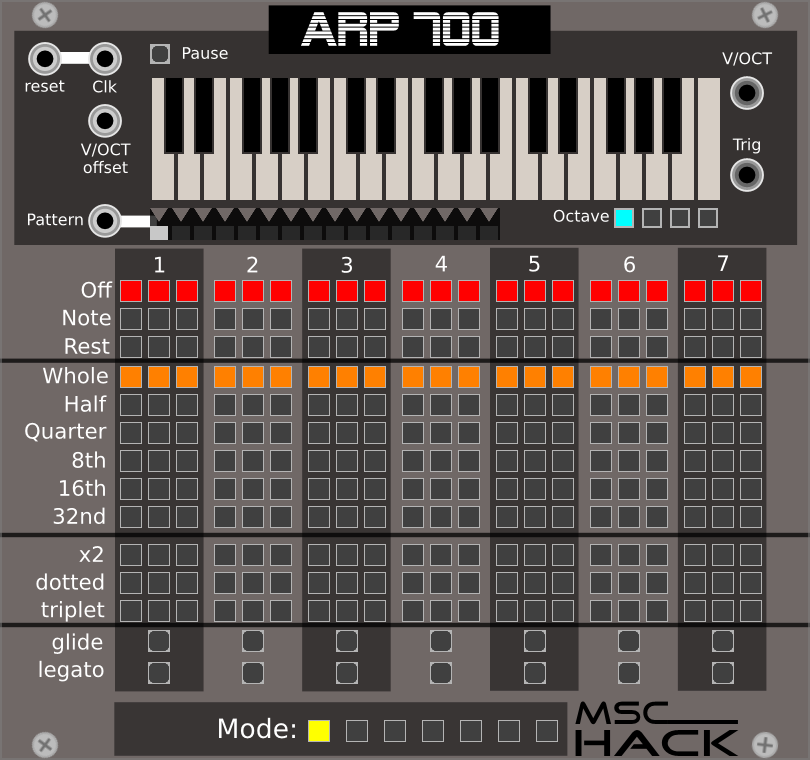 ARP 700
Pause
V/OCT
reset Clk
V/OCT
offset
Trig
Pattern
Octave
1 2 3 4 5 6 7
Off
Note
Rest
Whole
Half
Quarter
8th
16th
32nd
x2
dotted
triplet
glide
legato
Mode:
MSC
HACK